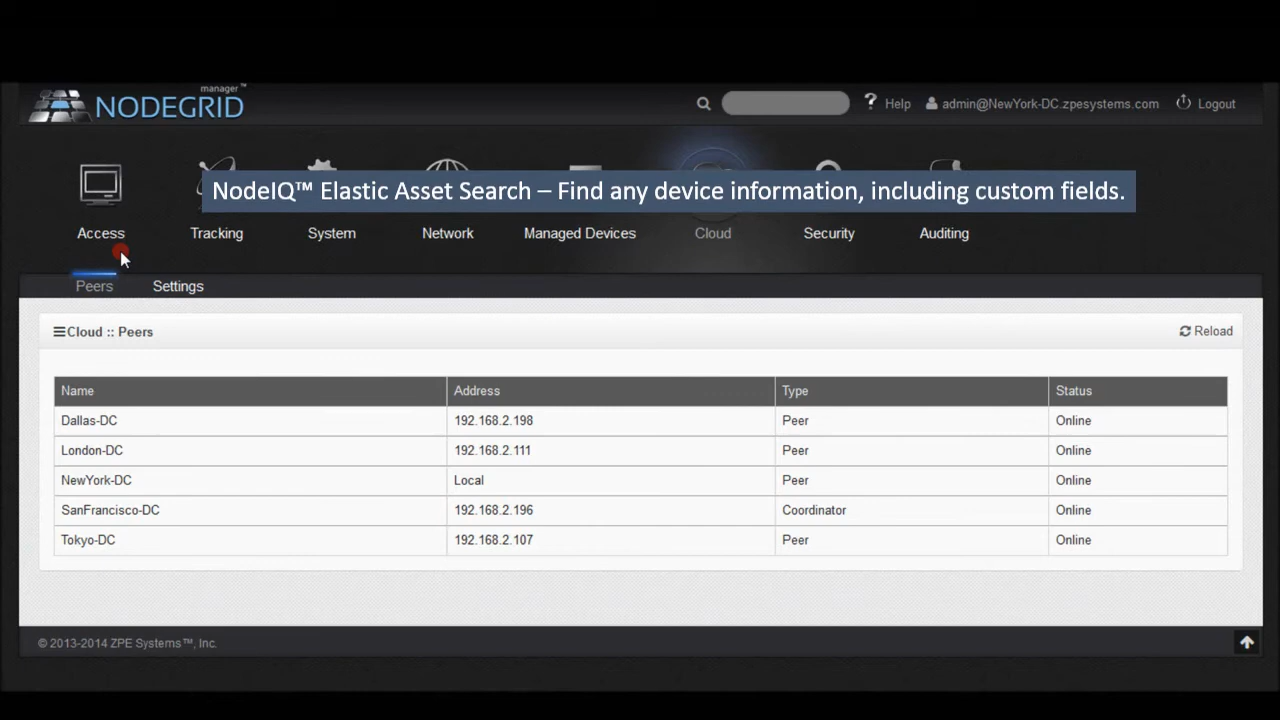 manager™
NODEGRID
Help
admin@NewYork-DC.zpesystems.com
Logout
NodeIQ™ Elastic Asset Search – Find any device information, including custom fields.
Access
Tracking
System
Network
Managed Devices
Cloud
Security
Auditing
Peers
Settings
Cloud :: Peers
Reload
Name Address Type Status
Dallas-DC 192.168.2.198 Peer Online
London-DC 192.168.2.111 Peer Online
NewYork-DC Local Peer Online
SanFrancisco-DC 192.168.2.196 Coordinator Online
Tokyo-DC 192.168.2.107 Peer Online
© 2013-2014 ZPE Systems™, Inc.